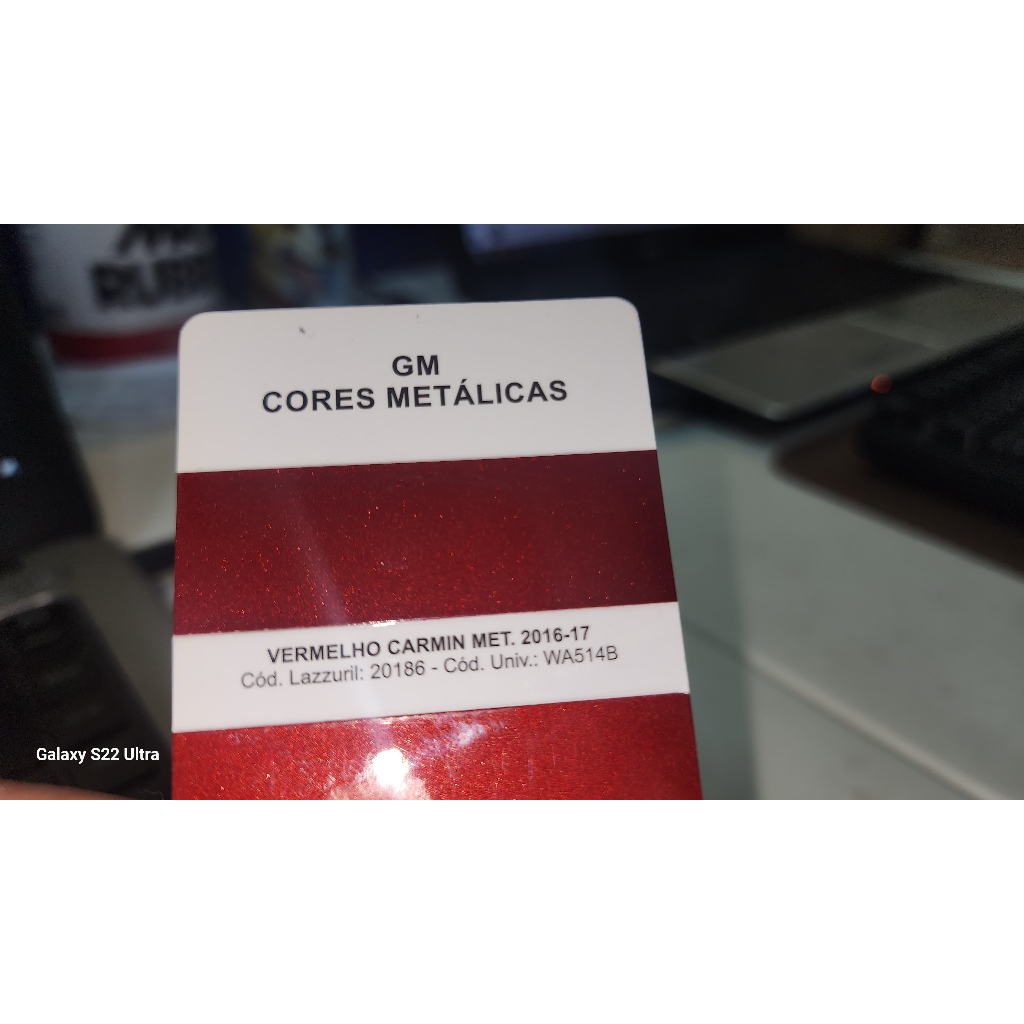 GM
CORES METÁLICAS
VERMELHO CARMIN MET. 2016-17
Cód. Lazzuril: 20186 - Cód. Univ.: WA514B
Galaxy S22 Ultra